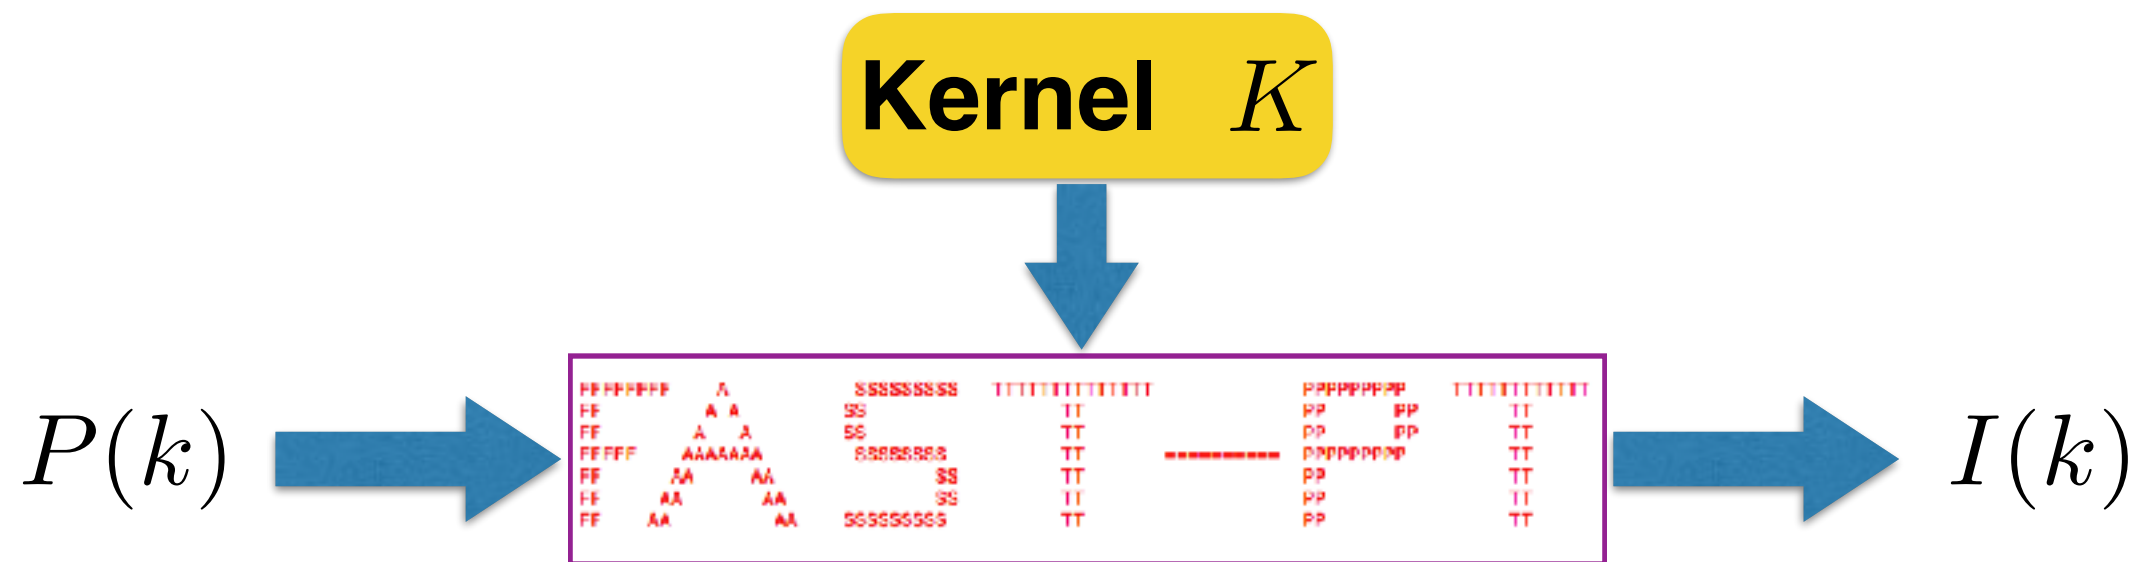 Kernel K
P(k)
FAST-PT
I(k)